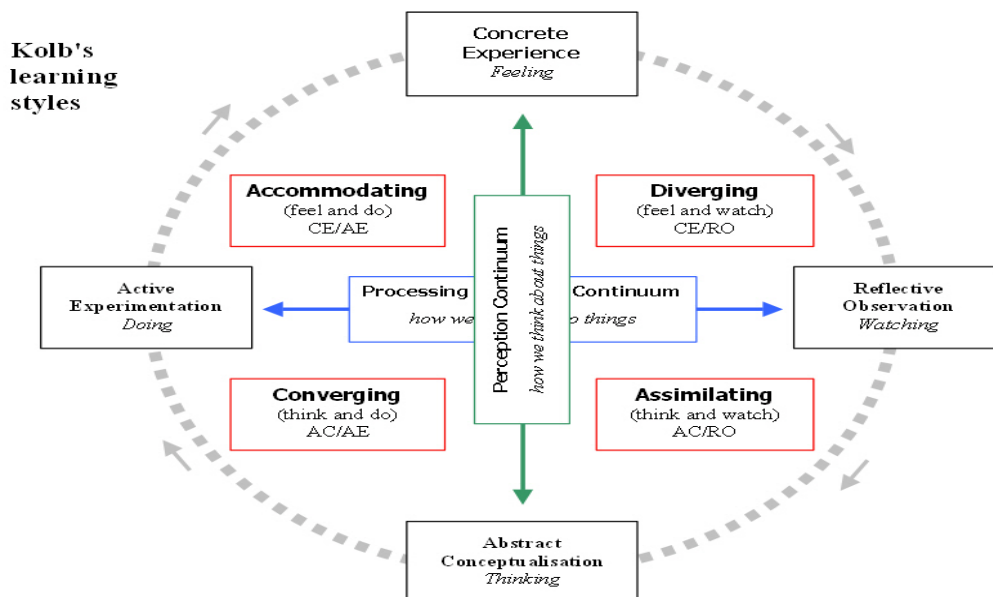 Kolb's
learning
styles
Concrete
Experience
Feeling
Accommodating
(feel and do)
CE/AE
Diverging
(feel and watch)
CE/RO
Active
Experimentation
Doing
Processing Continuum
how we o things
Perception Continuum
how we think about things
Reflective
Observation
Watching
Converging
(think and do)
AC/AE
Assimilating
(think and watch)
AC/RO
Abstract
Conceptualisation
Thinking